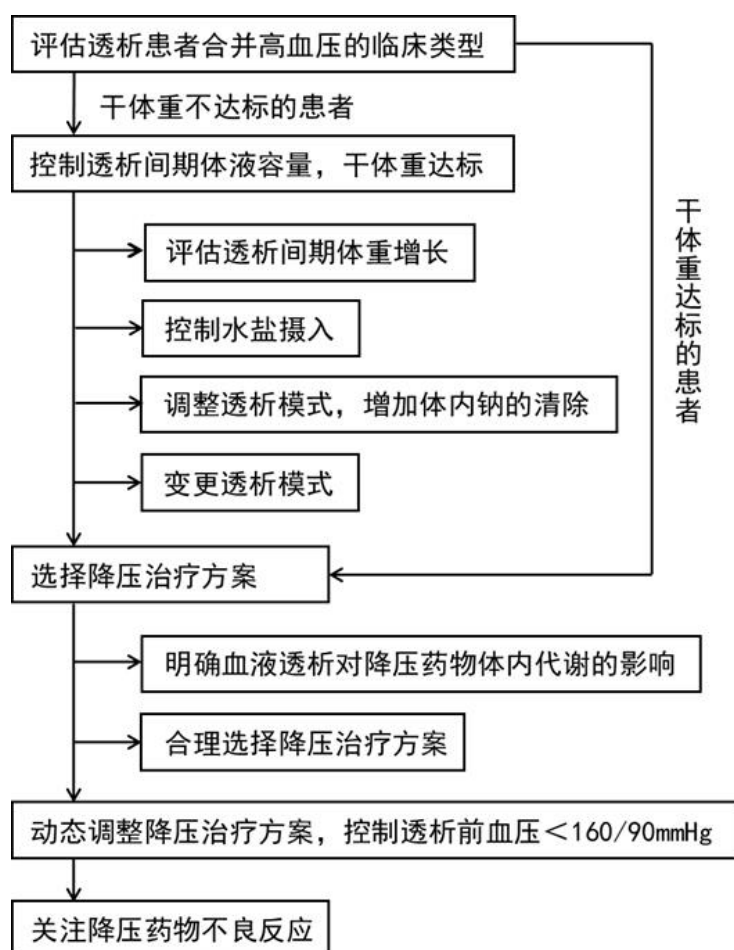 评估透析患者合并高血压的临床类型
干体重不达标的患者
控制透析间期体液容量，干体重达标
干体重达标的患者
评估透析间期体重增长
控制水盐摄入
调整透析模式，增加体内钠的清除
变更透析模式
选择降压治疗方案
明确血液透析对降压药物体内代谢的影响
合理选择降压治疗方案
动态调整降压治疗方案，控制透析前血压＜160/90mmHg
关注降压药物不良反应